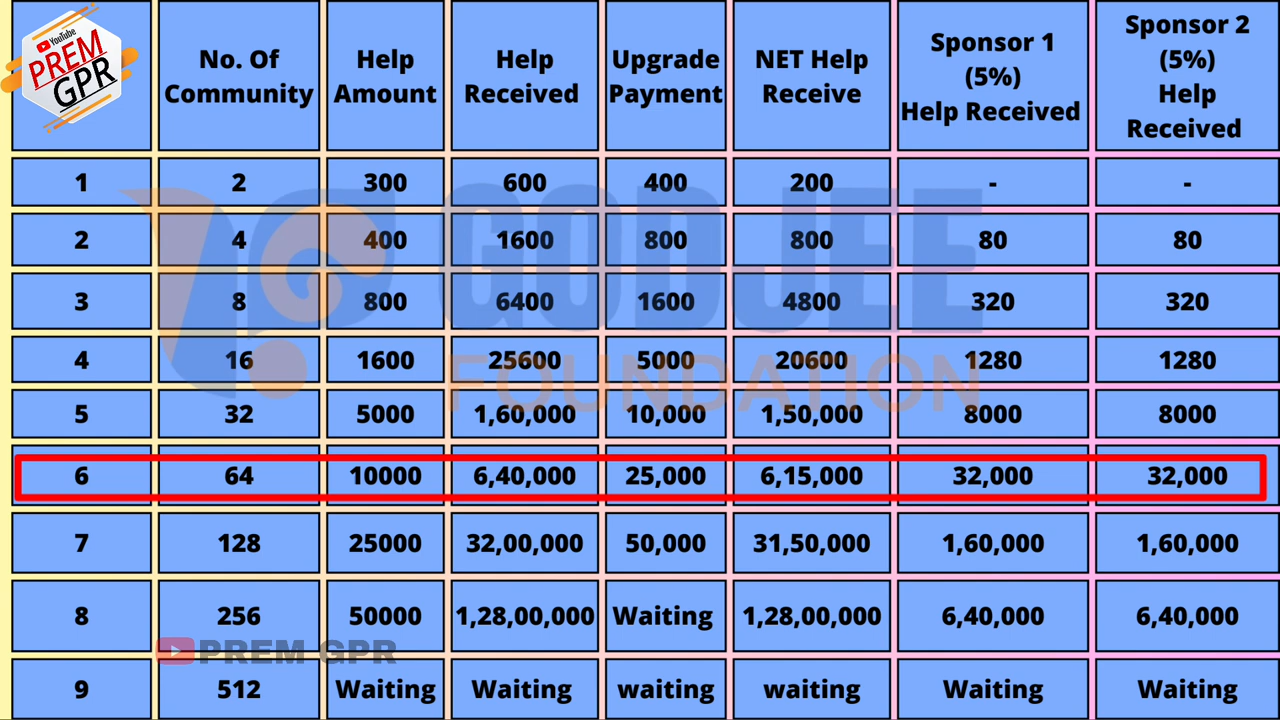 YouTube
PREM
GPR
No. Of
Community
Help
Amount
Help
Received
Upgrade
Payment
NET Help
Receive
Sponsor 1
(5%)
Help Received
Sponsor 2
(5%)
Help
Received
1 2 300 600 400 200 - -
2 4 400 1600 800 800 80 80
3 8 800 6400 1600 4800 320 320
4 16 1600 25600 5000 20600 1280 1280
5 32 5000 1,60,000 10,000 1,50,000 8000 8000
6 64 10000 6,40,000 25,000 6,15,000 32,000 32,000
7 128 25000 32,00,000 50,000 31,50,000 1,60,000 1,60,000
8 256 50000 1,28,00,000 Waiting 1,28,00,000 6,40,000 6,40,000
9 512 Waiting Waiting waiting waiting Waiting Waiting
GODJEE
FOUNDATION
PREM GPR